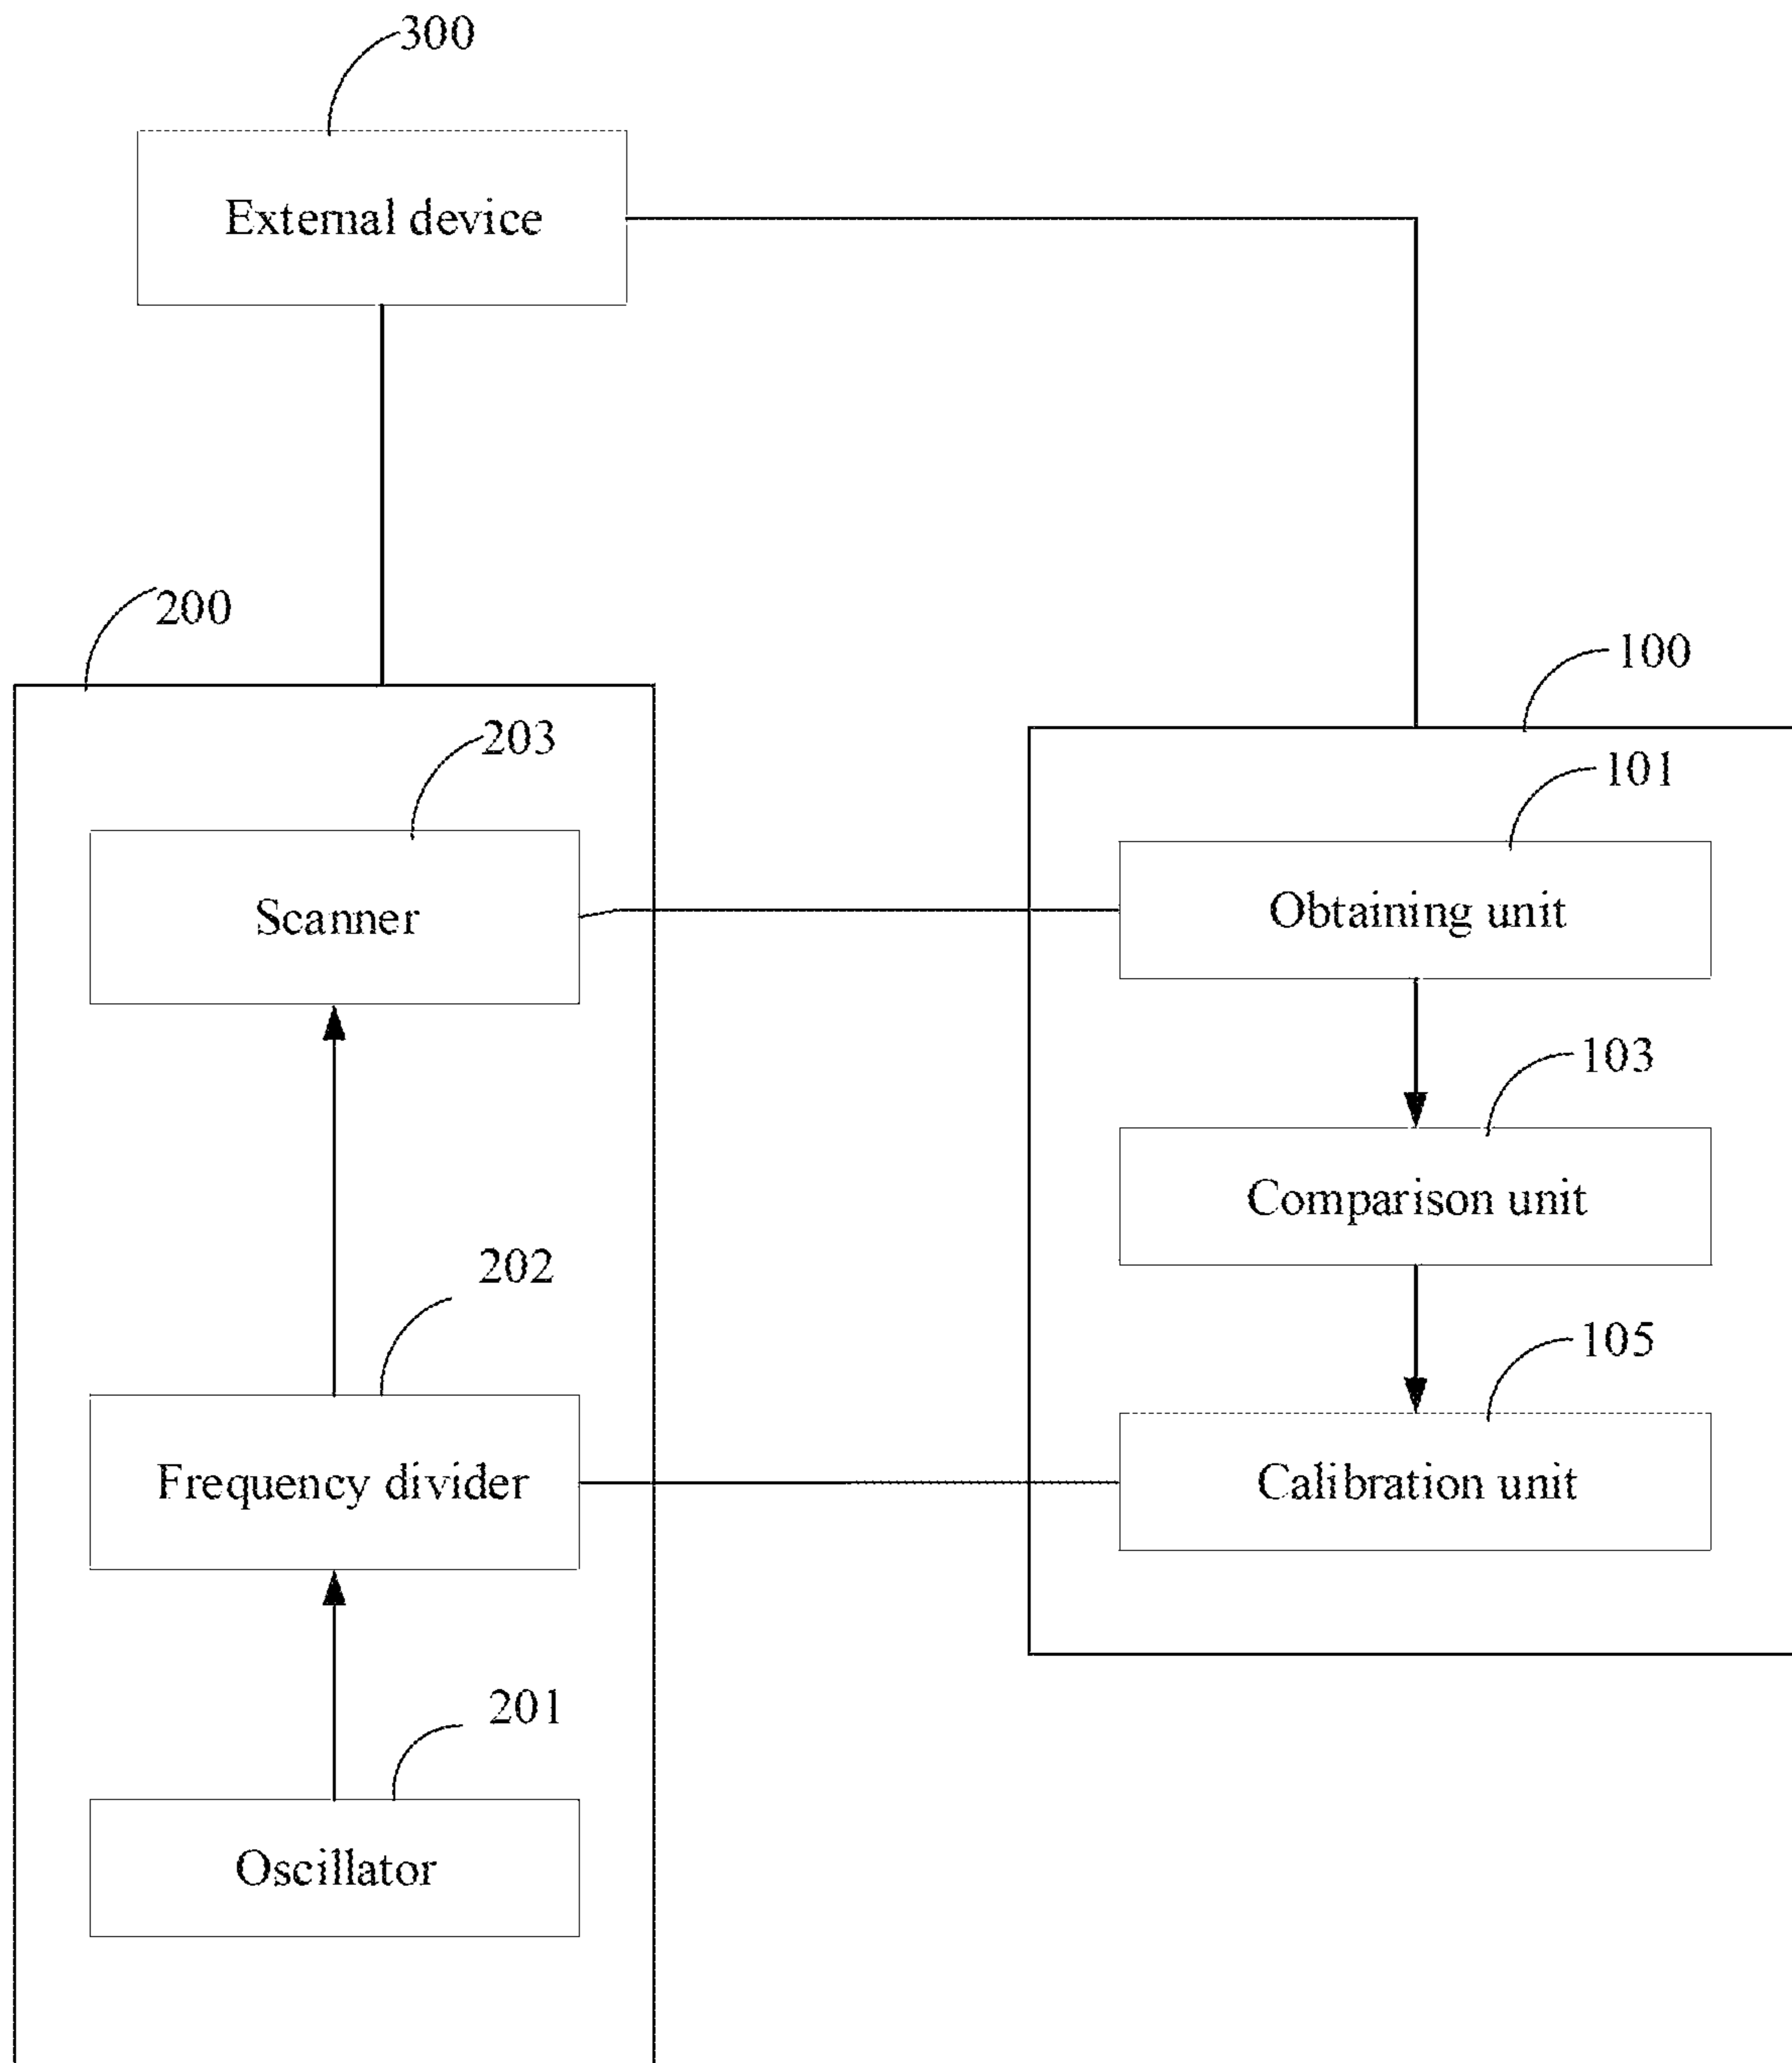 300
External device
200
100
203
101
Scanner
Obtaining unit
103
Comparison unit
202
105
Frequency divider
Calibration unit
201
Oscillator